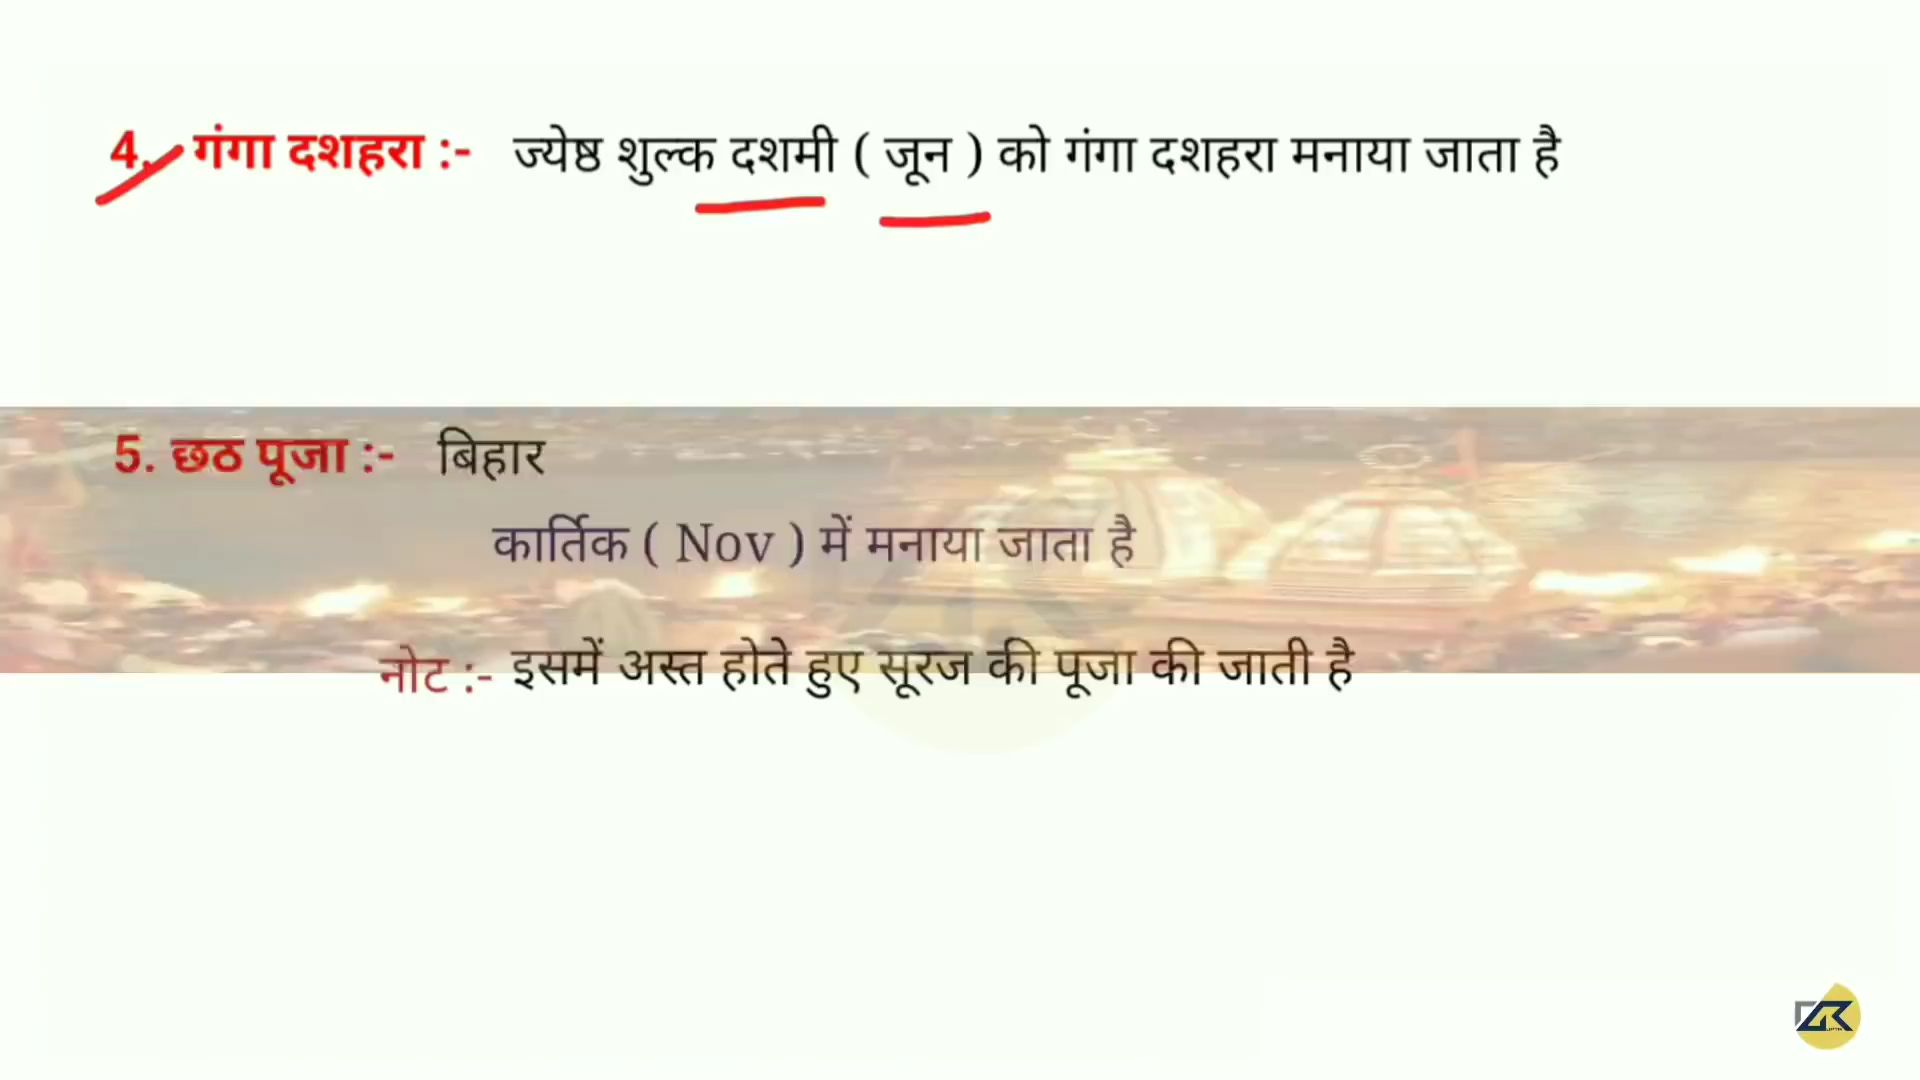 4. गंगा दशहरा :- ज्येष्ठ शुल्क दशमी ( जून ) को गंगा दशहरा मनाया जाता है
5. छठ पूजा :- बिहार
कार्तिक ( Nov ) में मनाया जाता है
नोट :- इसमें अस्त होते हुए सूरज की पूजा की जाती है